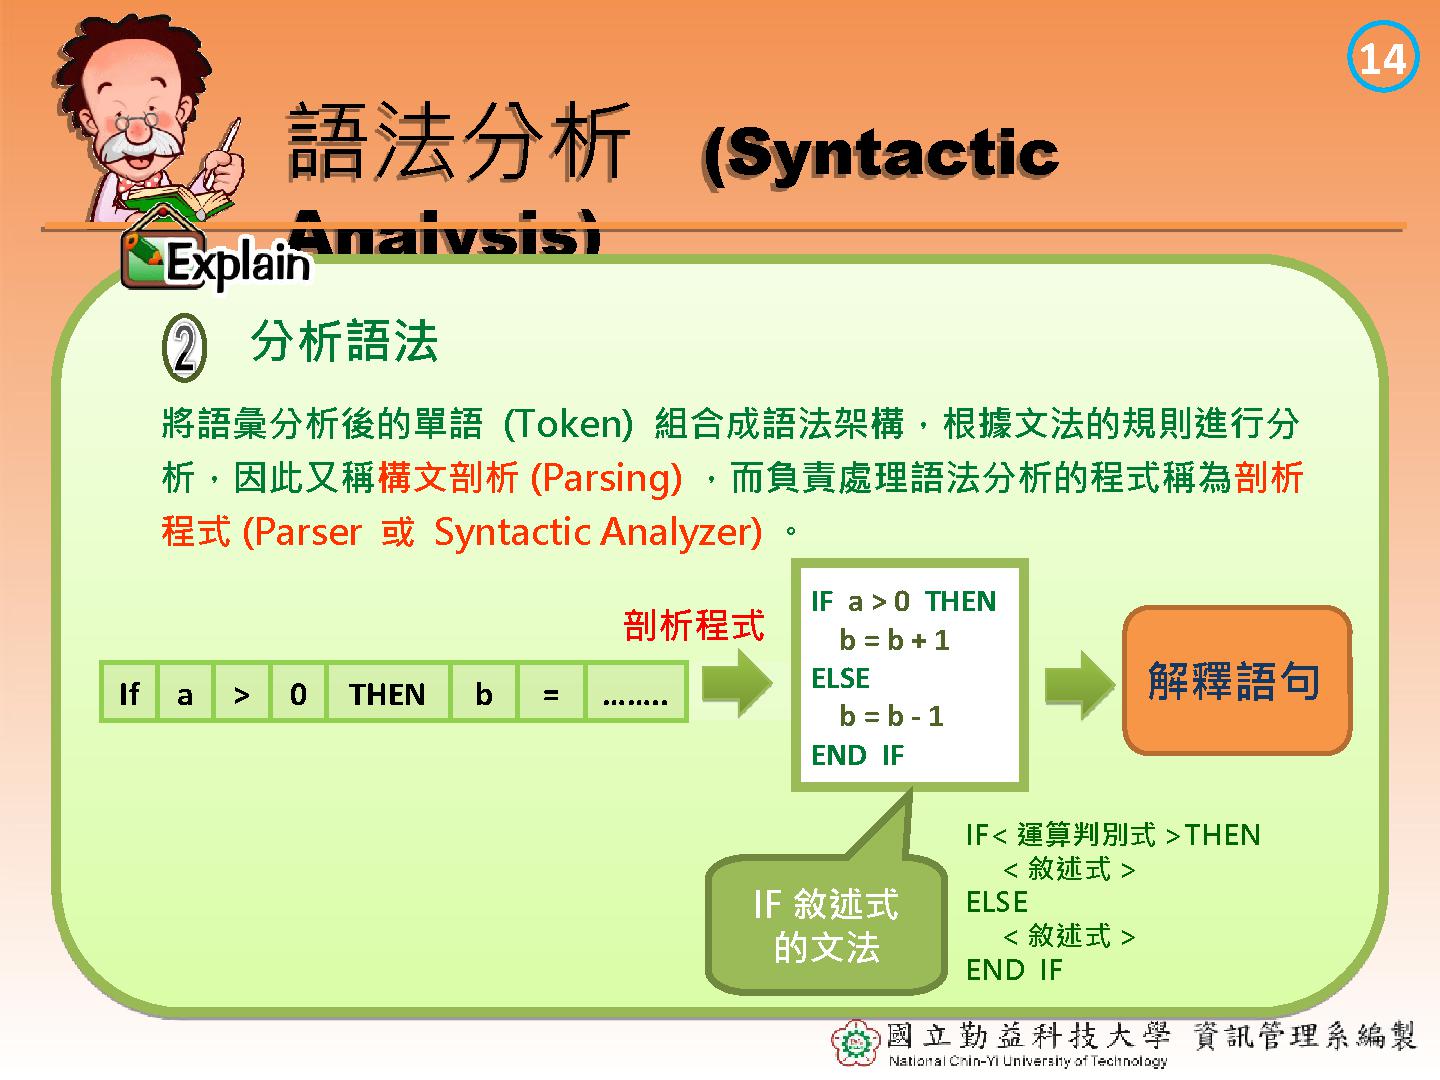 14
語法分析 (Syntactic
Analysis)
Explain
2 分析語法
將語彙分析後的單語 (Token) 組合成語法架構，根據文法的規則進行分
析，因此又稱構文剖析 (Parsing) ，而負責處理語法分析的程式稱為剖析
程式 (Parser 或 Syntactic Analyzer) 。
剖析程式
If a > 0 THEN b = ........
IF a > 0 THEN
b = b + 1
ELSE
b = b - 1
END IF
解釋語句
IF 敘述式
的文法
IF< 運算判別式 >THEN
< 敘述式 >
ELSE
< 敘述式 >
END IF
國立勤益科技大學 資訊管理系編製
National Chin-Yi University of Technology